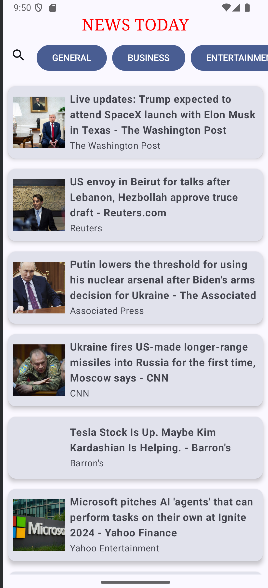 9:50
NEWS TODAY
GENERAL
BUSINESS
ENTERTAINMEN
Live updates: Trump expected to
attend SpaceX launch with Elon Musk
in Texas - The Washington Post
The Washington Post
US envoy in Beirut for talks after
Lebanon, Hezbollah approve truce
draft - Reuters.com
Reuters
Putin lowers the threshold for using
his nuclear arsenal after Biden's arms
decision for Ukraine - The Associated
Associated Press
Ukraine fires US-made longer-range
missiles into Russia for the first time,
Moscow says - CNN
CNN
Tesla Stock Is Up. Maybe Kim
Kardashian Is Helping. - Barron's
Barron's
Microsoft
Microsoft pitches AI 'agents' that can
perform tasks on their own at Ignite
2024 - Yahoo Finance
Yahoo Entertainment